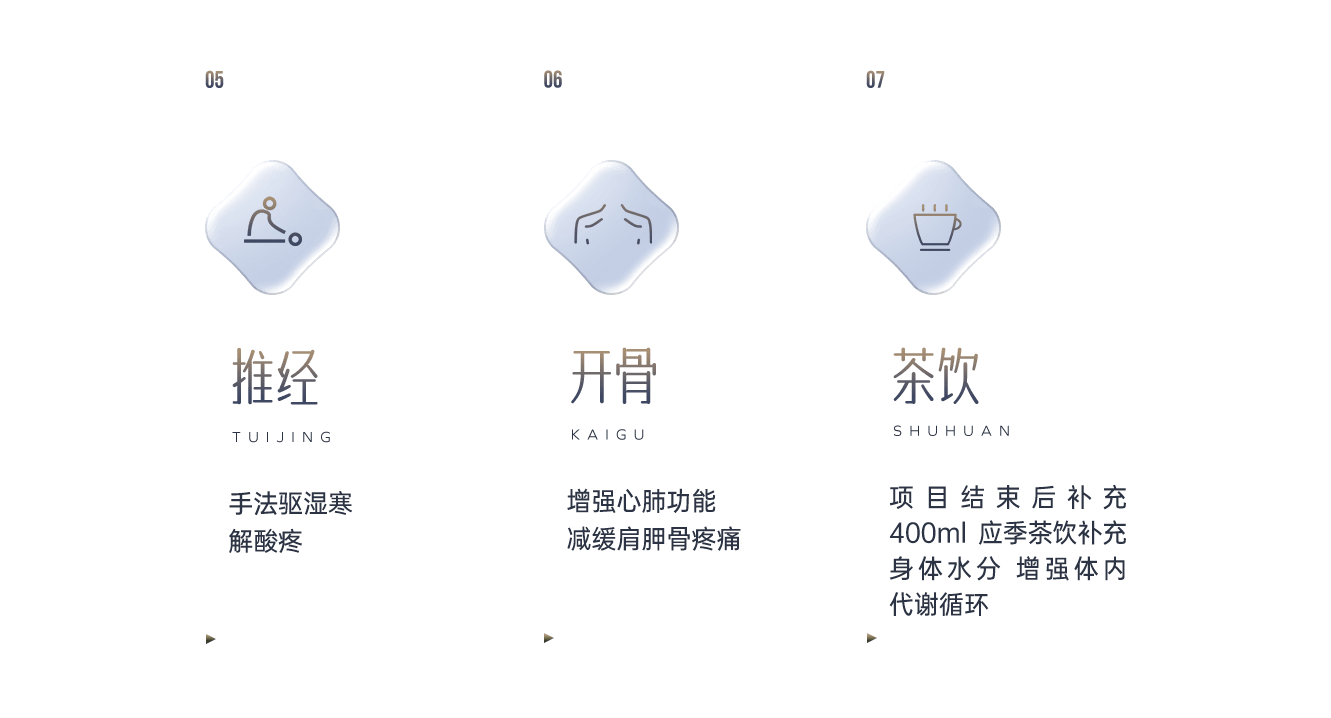 05
推经
TUIJING
手法驱湿寒
解酸疼
06
开骨
KAIGU
增强心肺功能
减缓肩胛骨疼痛
07
茶饮
SHUHUAN
项目结束后补充
400ml 应季茶饮补充
身体水分 增强体内
代谢循环